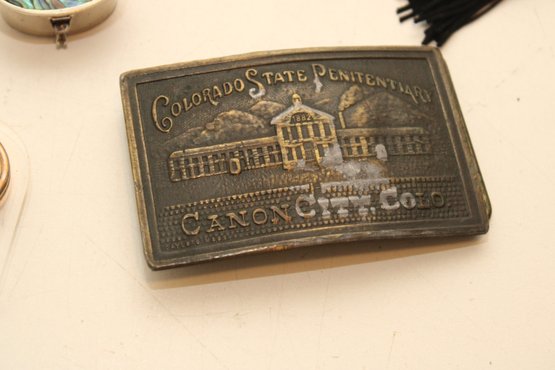 COLORADO STATE PENITENTIARY
1882
CANON CITY, COLO.